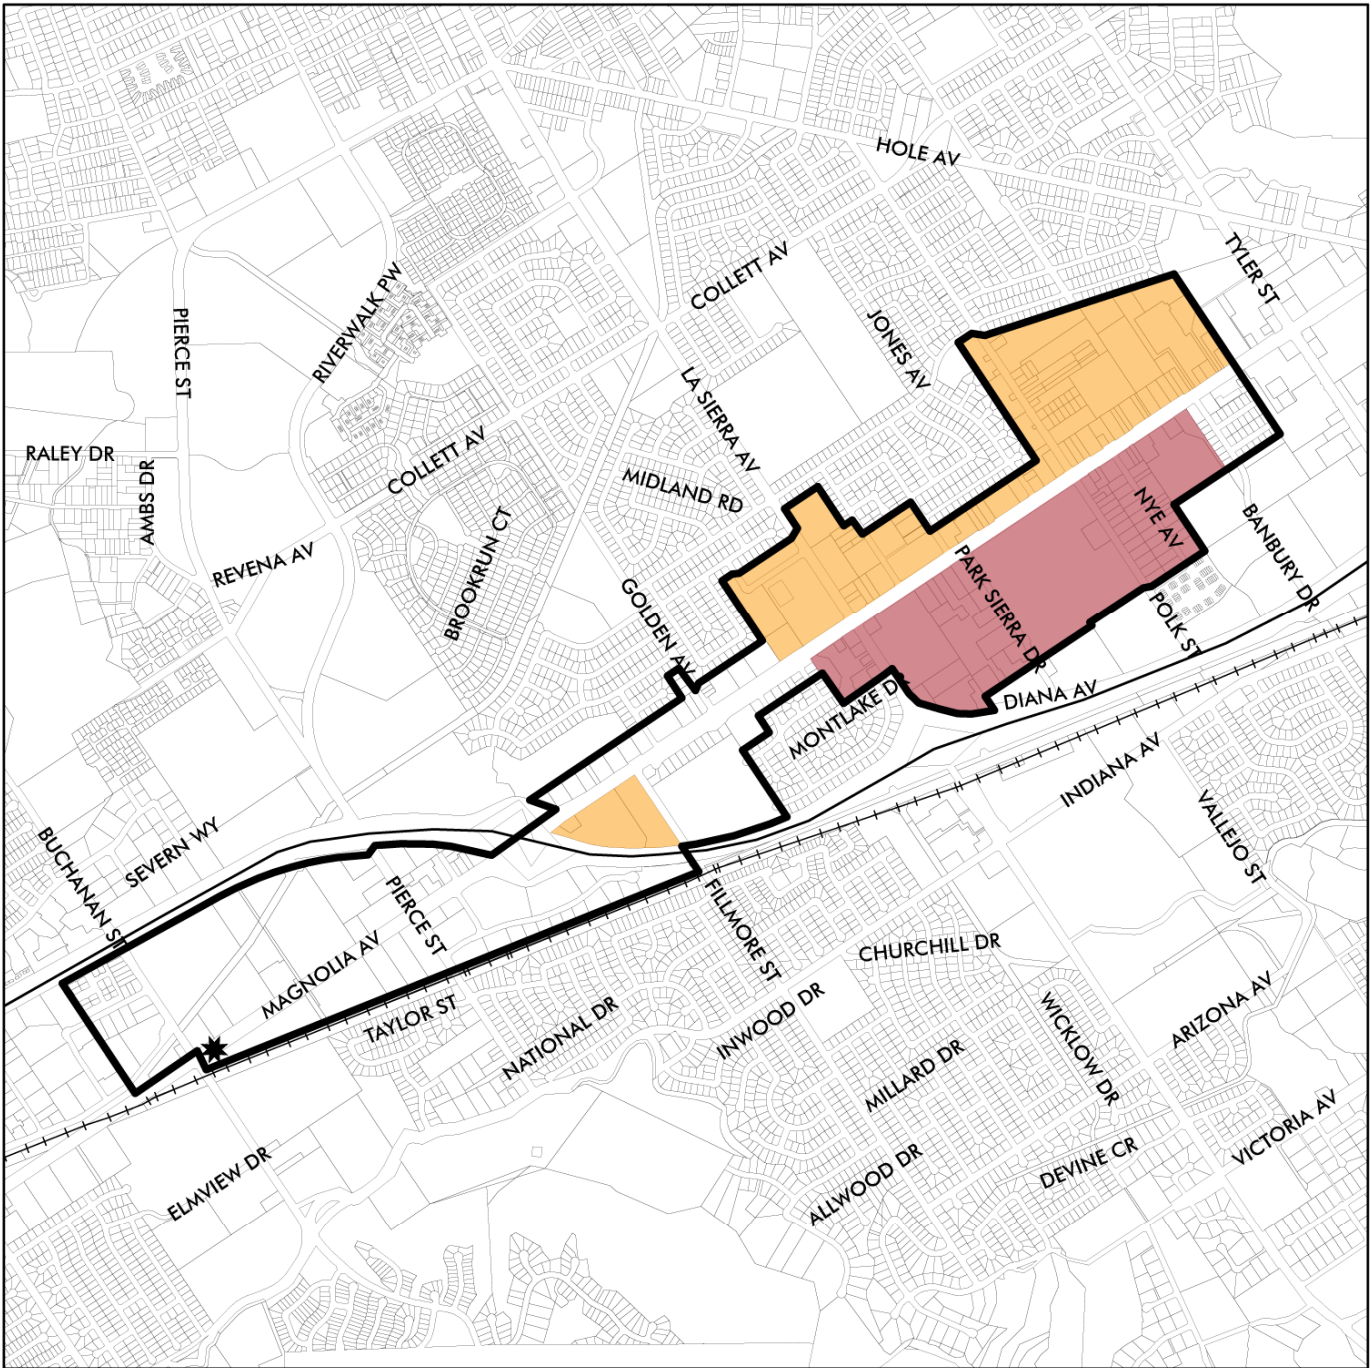 HOLE AV
TYLER ST
COLLETT AV
RIVERWALK PW
PIERCE ST
JONES AV
LA SIERRA AV
RALEY DR
COLLETT AV
AMBS DR
MIDLAND RD
NYE AV
BANBURY DR
BROOKRUN CT
REVENA AV
PARK SIERRA DR
GOLDEN AV
POLK ST
DIANA AV
MONTLAKE DR
INDIANA AV
VALLEJO ST
SEVERN WY
BUCHANAN ST
PIERCE ST
FILLMORE ST
CHURCHILL DR
MAGNOLIA AV
TAYLOR ST
NATIONAL DR
INWOOD DR
WICKLOW DR
ARIZONA AV
MILLARD DR
VICTORIA AV
DEVINE CR
ALLWOOD DR
ELMVIEW DR